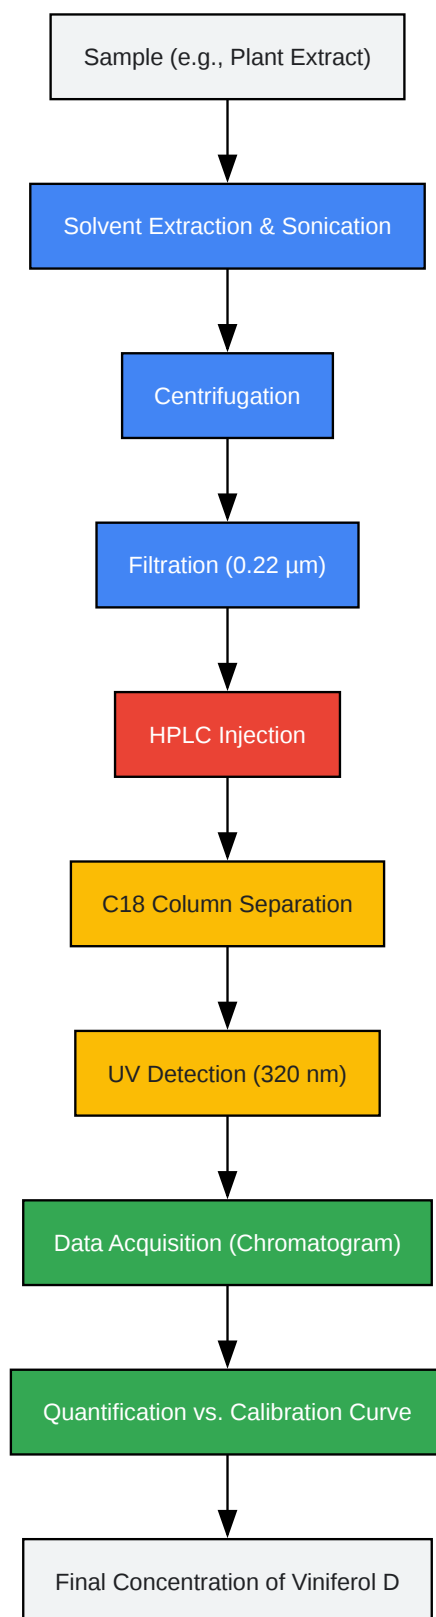 Sample (e.g., Plant Extract)
Solvent Extraction & Sonication
Centrifugation
Filtration (0.22 µm)
HPLC Injection
C18 Column Separation
UV Detection (320 nm)
Data Acquisition (Chromatogram)
Quantification vs. Calibration Curve
Final Concentration of Viniferol D